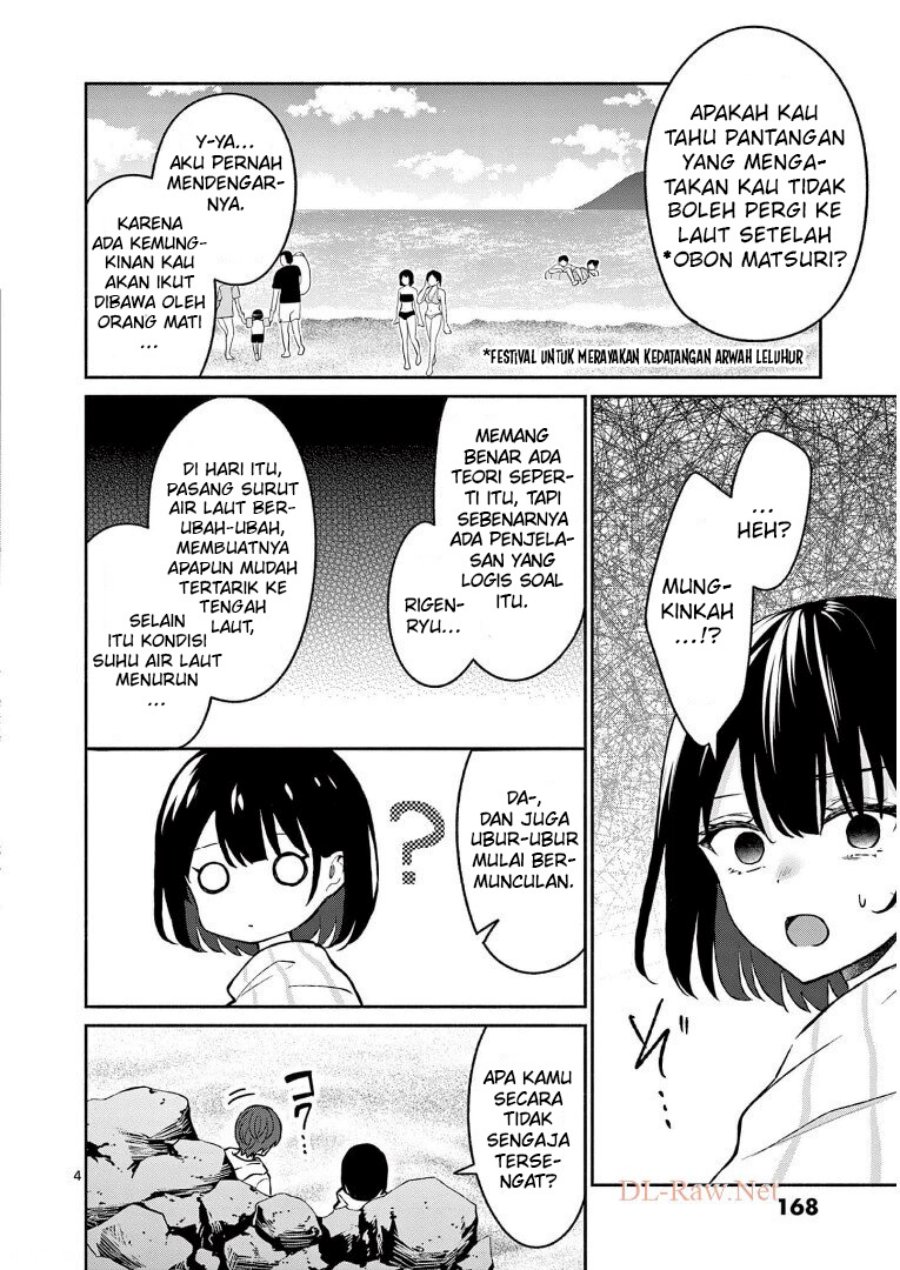 APAKAH KAU
TAHU PANTANGAN
YANG MENGA-
TAKAN KAU TIDAK
BOLEH PERGI KE
LAUT SETELAH
*OBON MATSURI?
Y-YA...
AKU PERNAH
MENDENGAR-
NYA.
KARENA
ADA KEMUNG-
KINAN KAU
AKAN IKUT
DIBAWA OLEH
ORANG MATI
...
*FESTIVAL UNTUK MERAYAKAN KEDATANGAN ARWAH LELUHUR
...
HEH?
MUNG-
KINKAH
...!?
MEMANG
BENAR ADA
TEORI SEPER-
TI ITU, TAPI
SEBENARNYA
ADA PENJELA-
SAN YANG
LOGIS SOAL
ITU.
RIGEN-
RYU...
DI HARI ITU,
PASANG SURUT
AIR LAUT BER-
UBAH-UBAH,
MEMBUATNYA
APAPUN MUDAH
TERTARIK KE
TENGAH
LAUT,
SELAIN
ITU KONDISI
SUHU AIR LAUT
MENURUN
...
DA-,
DAN JUGA
UBUR-UBUR
MULAI BER-
MUNCULAN.
?
APA KAMU
SECARA
TIDAK
SENGAJA
TERSE-
NGAT?
コ
ク?
4
DL-Raw.Net
168